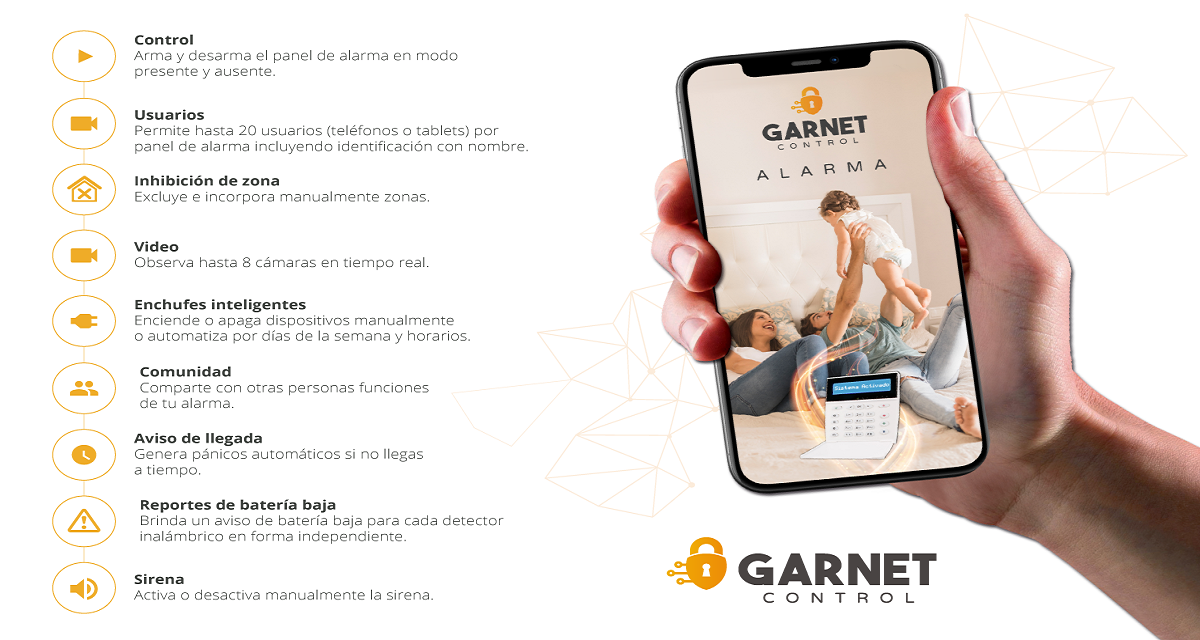 Control
Arma y desarma el panel de alarma en modo
presente y ausente.
Usuarios
Permite hasta 20 usuarios (teléfonos o tablets) por
panel de alarma incluyendo identificación con nombre.
Inhibición de zona
Excluye e incorpora manualmente zonas.
Video
Observa hasta 8 cámaras en tiempo real.
Enchufes inteligentes
Enciende o apaga dispositivos manualmente
o automatiza por días de la semana y horarios.
Comunidad
Comparte con otras personas funciones
de tu alarma.
Aviso de llegada
Genera pánicos automáticos si no llegas
a tiempo.
Reportes de batería baja
Brinda un aviso de batería baja para cada detector
inalámbrico en forma independiente.
Sirena
Activa o desactiva manualmente la sirena.
GARNET
CONTROL
ALARMA
Sistema Activado
GARNET
CONTROL